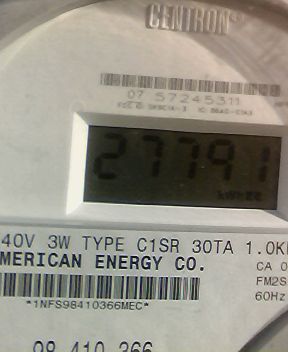 CENTRON®
07 57245311
27791
40V 3W TYPE C1SR 30TA 1.0K
MERICAN ENERGY CO.
CA 0
FM2S
60Hz
*1NFS98410366MEC*
98 410 366